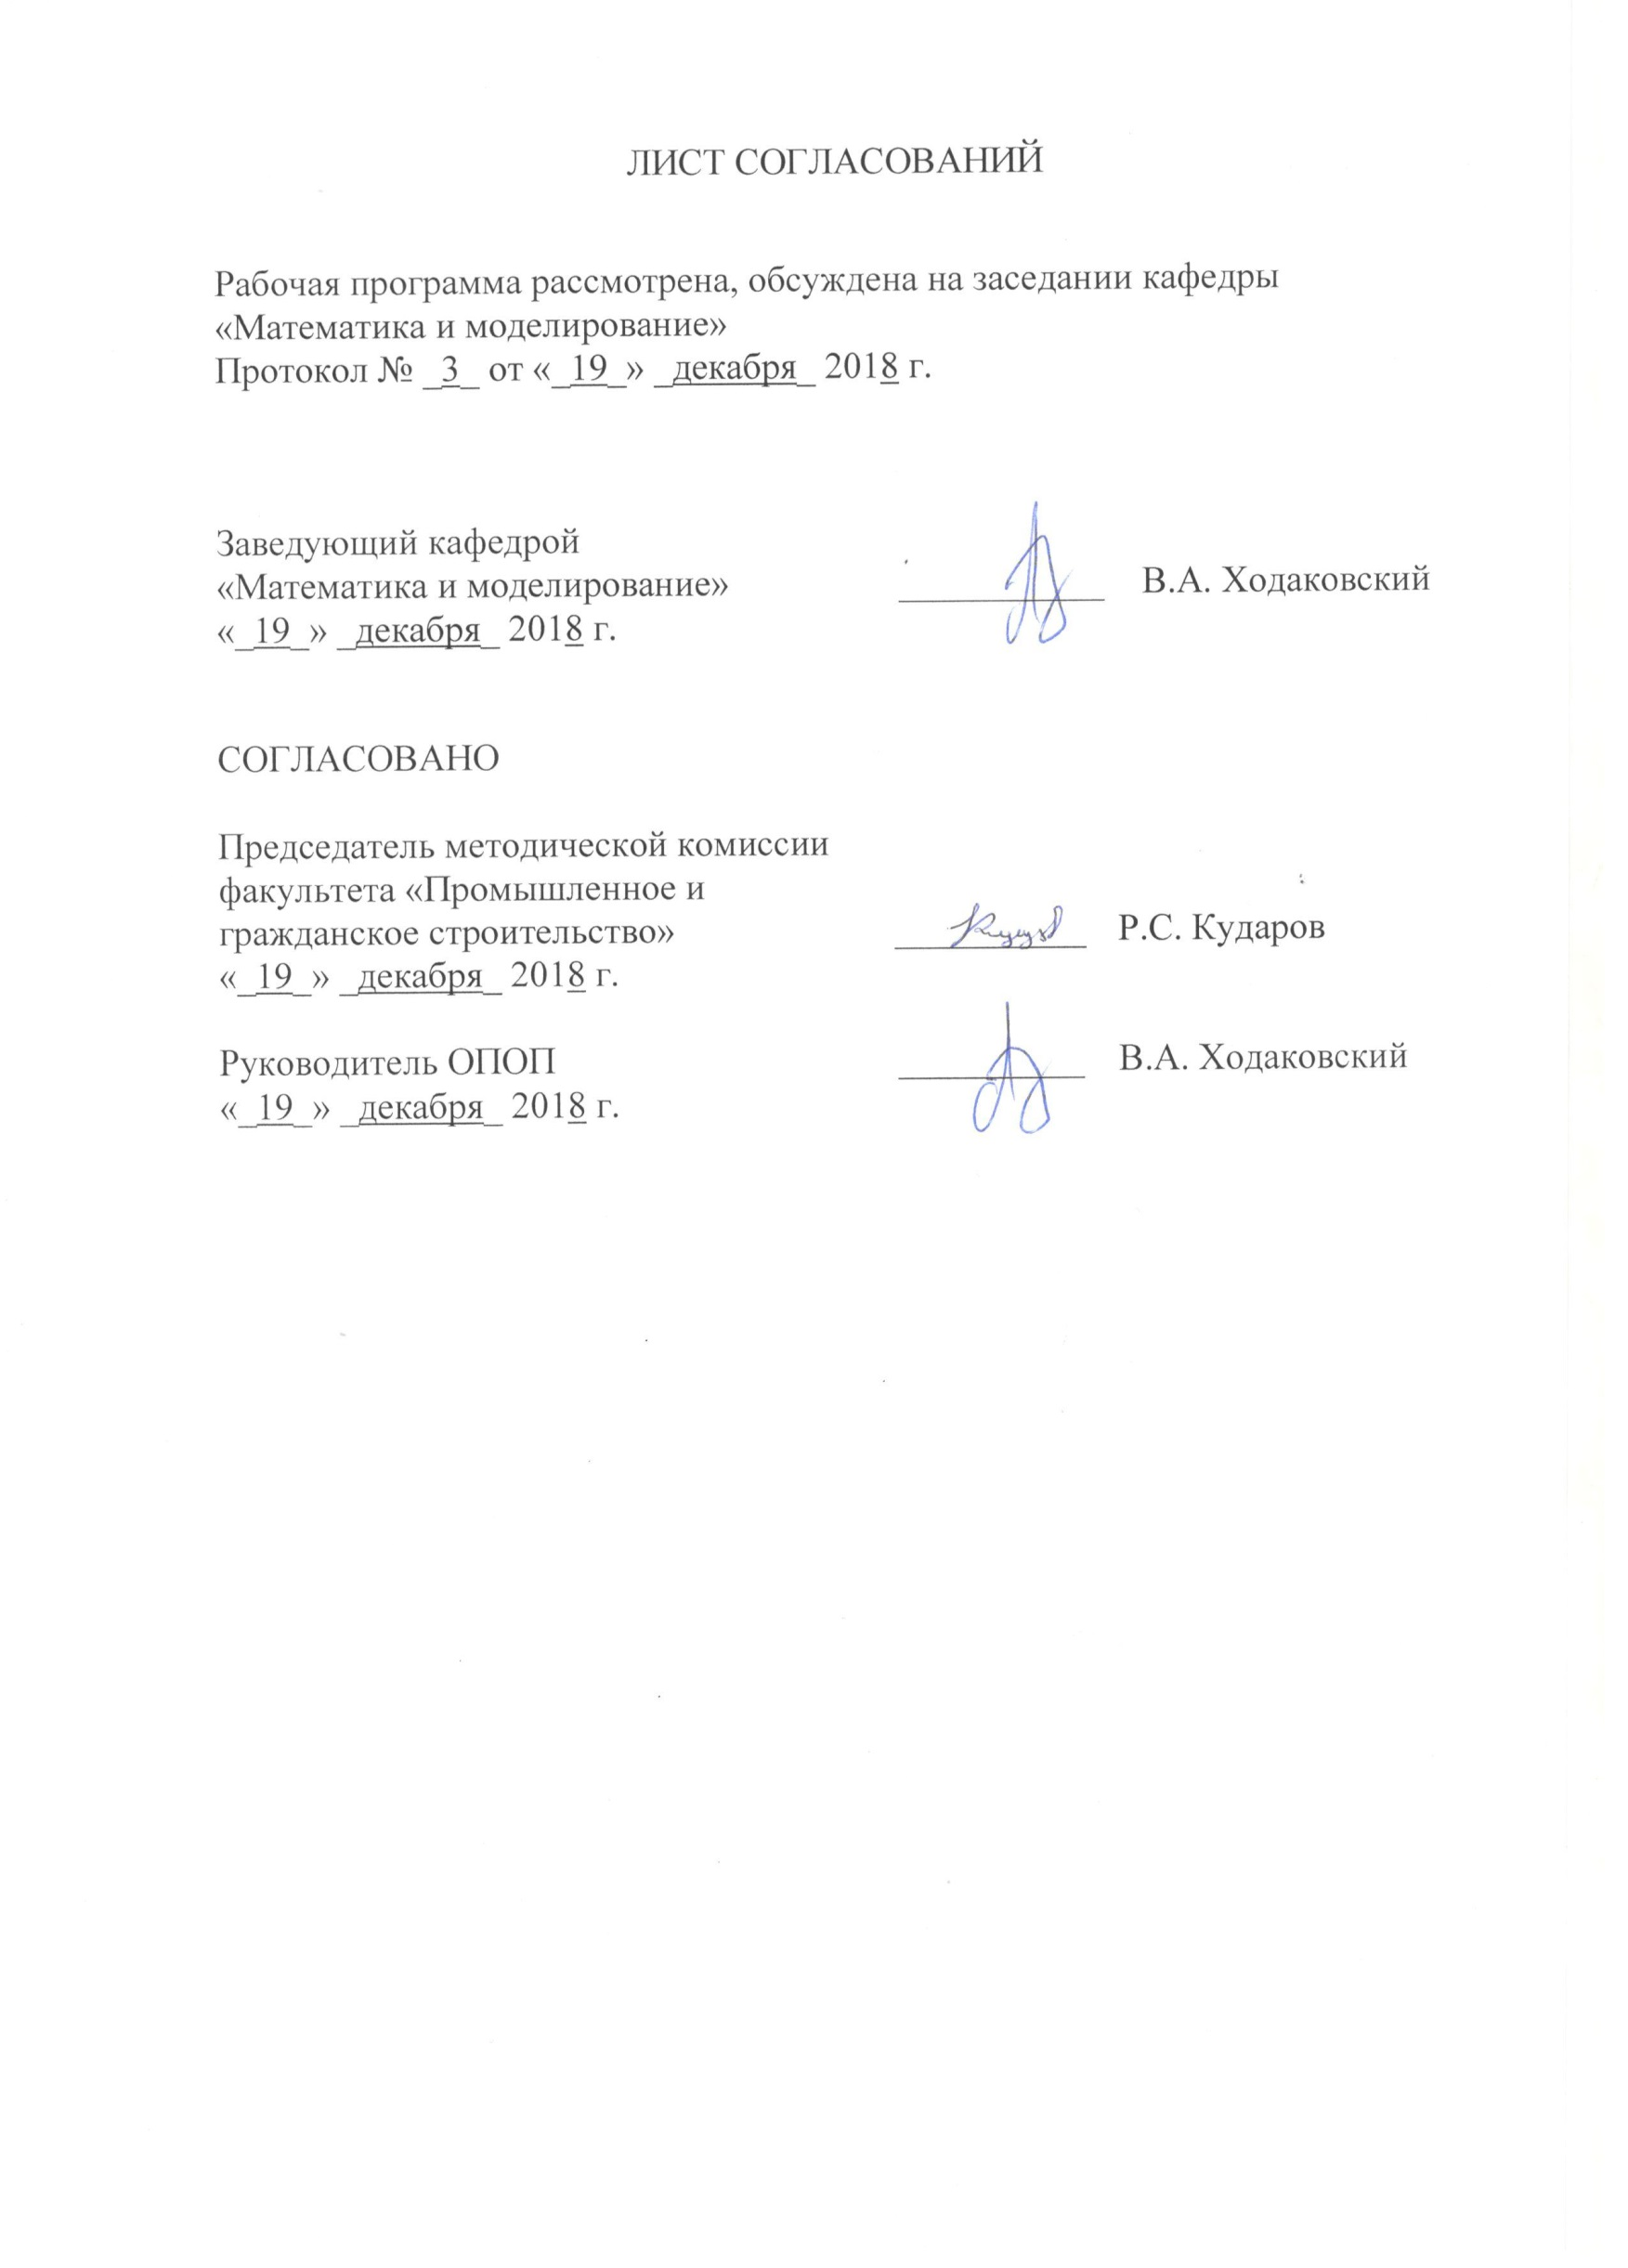 ЛИСТ СОГЛАСОВАНИЙ
Рабочая программа рассмотрена, обсуждена на заседании кафедры
«Математика и моделирование»
Протокол № _3_ от «_19_» _декабря_ 2018 г.
Заведующий кафедрой
«Математика и моделирование» В.А. Ходаковский
«_19_» _декабря_ 2018 г.
СОГЛАСОВАНО
Председатель методической комиссии
факультета «Промышленное и
гражданское строительство» Р.С. Кударов
«_19_» _декабря_ 2018 г.
Руководитель ОПОП В.А. Ходаковский
«_19_» _декабря_ 2018 г.